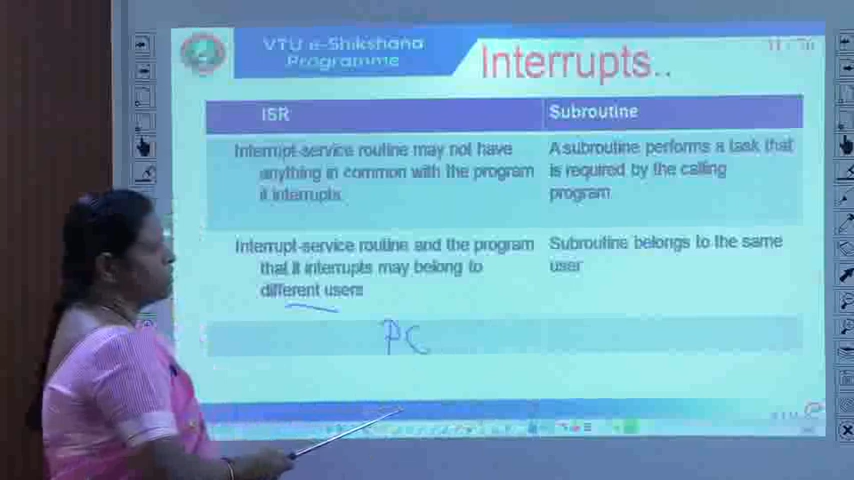 VTU e-Shikshana
Programme
Interrupts..
ISR
Subroutine
Interrupt-service routine may not have
anything in common with the program
it interrupts.
A subroutine performs a task that
is required by the calling
program
Interrupt-service routine and the program
that it interrupts may belong to
different users
Subroutine belongs to the same
user
PC